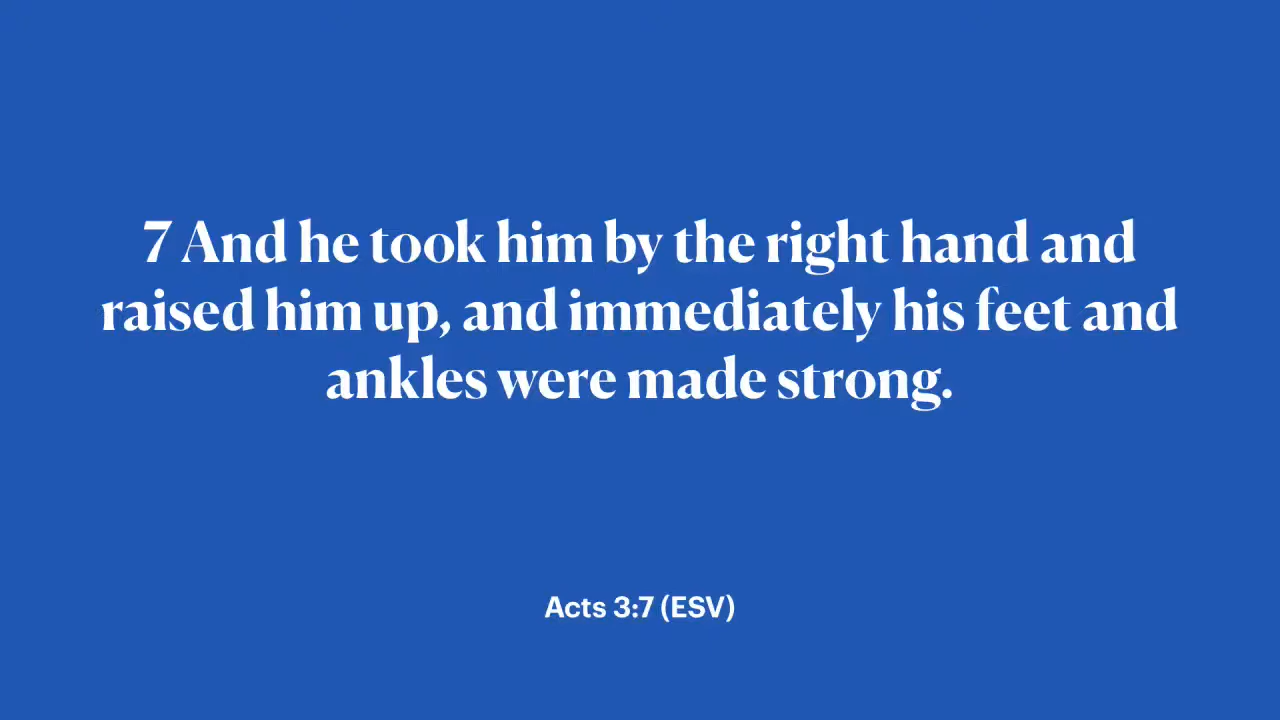 7 And he took him by the right hand and
raised him up, and immediately his feet and
ankles were made strong.
Acts 3:7 (ESV)